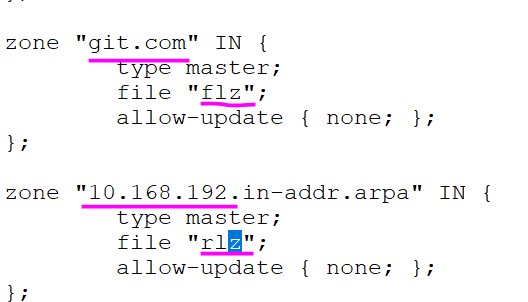 };
zone "git.com" IN {
type master;
file "flz";
allow-update { none; };
};
zone "10.168.192.in-addr.arpa" IN {
type master;
file "rlz";
allow-update { none; };
};